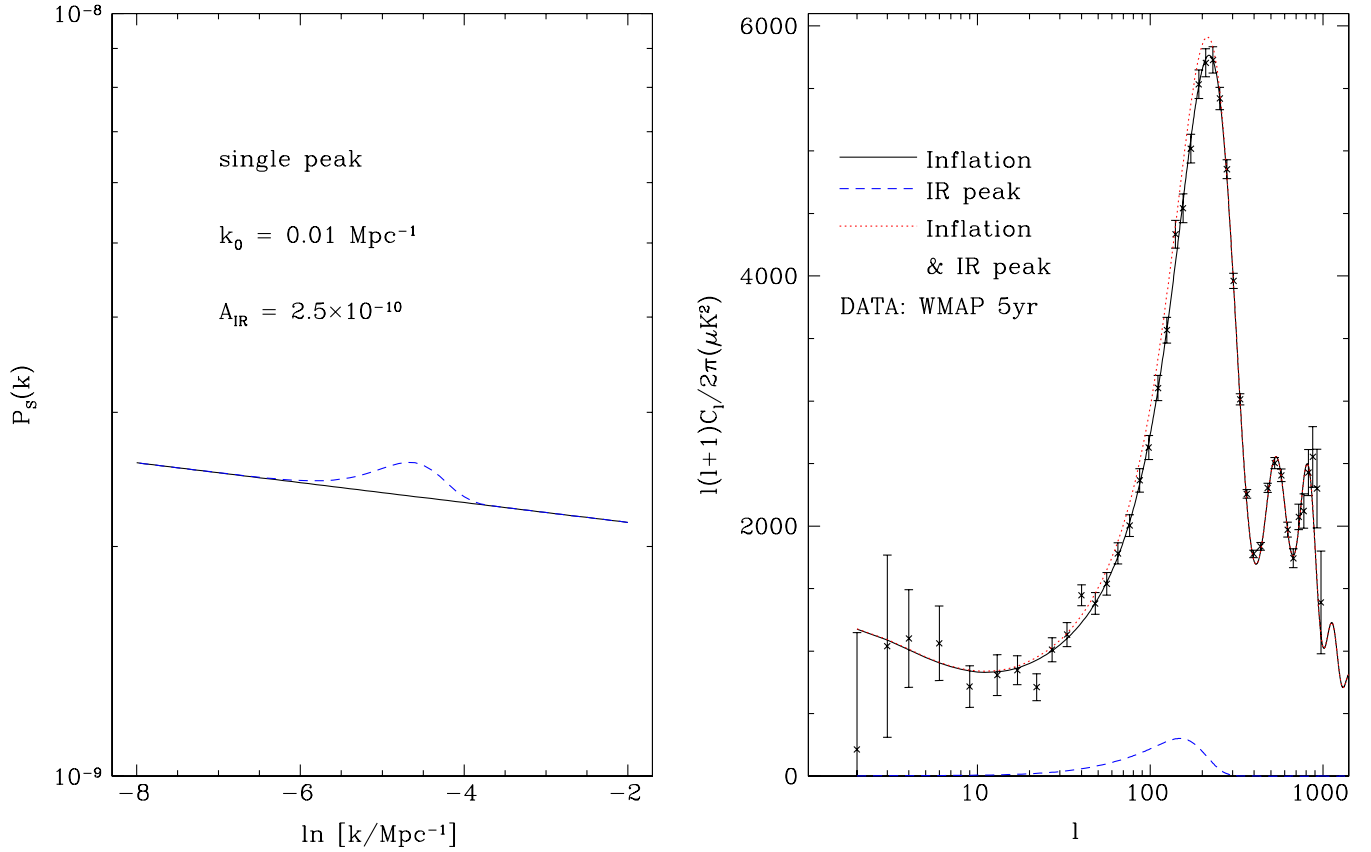 10⁻⁸
single peak
k₀ = 0.01 Mpc⁻¹
A_IR = 2.5×10⁻¹⁰
P_S(k)
10⁻⁹
−8 −6 −4 −2
ln [k/Mpc⁻¹]
6000
Inflation
IR peak
Inflation
& IR peak
DATA: WMAP 5yr
4000
l(l+1)C_l/2π(μK²)
2000
0
10 100 1000
l